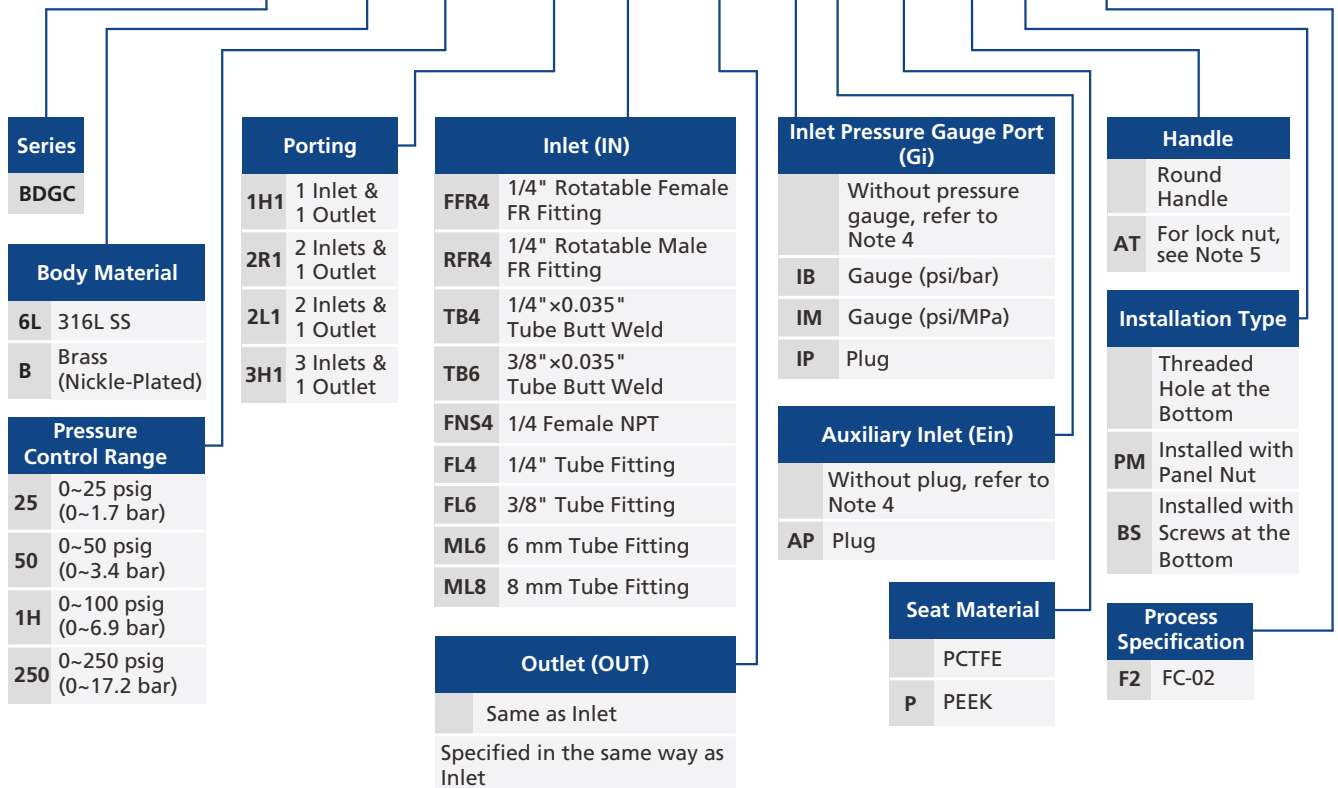 Series
BDGC
Body Material
6L 316L SS
B Brass
(Nickle-Plated)
Pressure
Control Range
25 0~25 psig
(0~1.7 bar)
50 0~50 psig
(0~3.4 bar)
1H 0~100 psig
(0~6.9 bar)
250 0~250 psig
(0~17.2 bar)
Porting
1H1 1 Inlet &
1 Outlet
2R1 2 Inlets &
1 Outlet
2L1 2 Inlets &
1 Outlet
3H1 3 Inlets &
1 Outlet
Inlet (IN)
FFR4 1/4" Rotatable Female
FR Fitting
RFR4 1/4" Rotatable Male
FR Fitting
TB4 1/4"×0.035"
Tube Butt Weld
TB6 3/8"×0.035"
Tube Butt Weld
FNS4 1/4 Female NPT
FL4 1/4" Tube Fitting
FL6 3/8" Tube Fitting
ML6 6 mm Tube Fitting
ML8 8 mm Tube Fitting
Outlet (OUT)
Same as Inlet
Specified in the same way as
Inlet
Inlet Pressure Gauge Port
(Gi)
Without pressure
gauge, refer to
Note 4
IB Gauge (psi/bar)
IM Gauge (psi/MPa)
IP Plug
Auxiliary Inlet (Ein)
Without plug, refer to
Note 4
AP Plug
Seat Material
PCTFE
P PEEK
Handle
Round
Handle
AT For lock nut,
see Note 5
Installation Type
Threaded
Hole at the
Bottom
PM Installed with
Panel Nut
BS Installed with
Screws at the
Bottom
Process
Specification
F2 FC-02